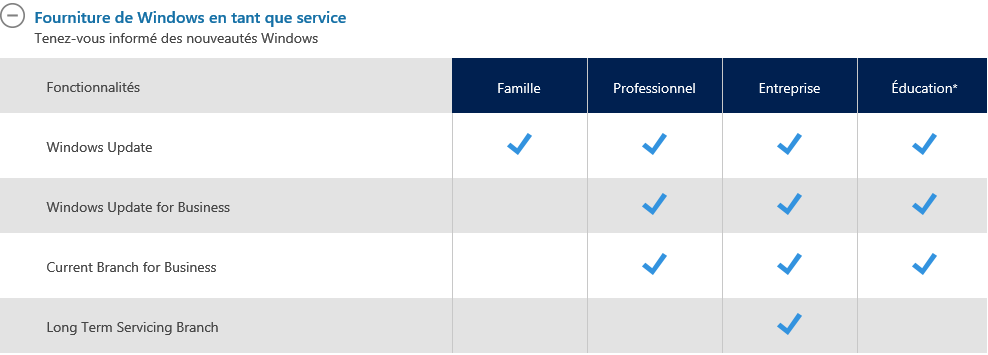 Fourniture de Windows en tant que service
Tenez-vous informé des nouveautés Windows
Fonctionnalités Famille Professionnel Entreprise Éducation*
Windows Update
Windows Update for Business
Current Branch for Business
Long Term Servicing Branch